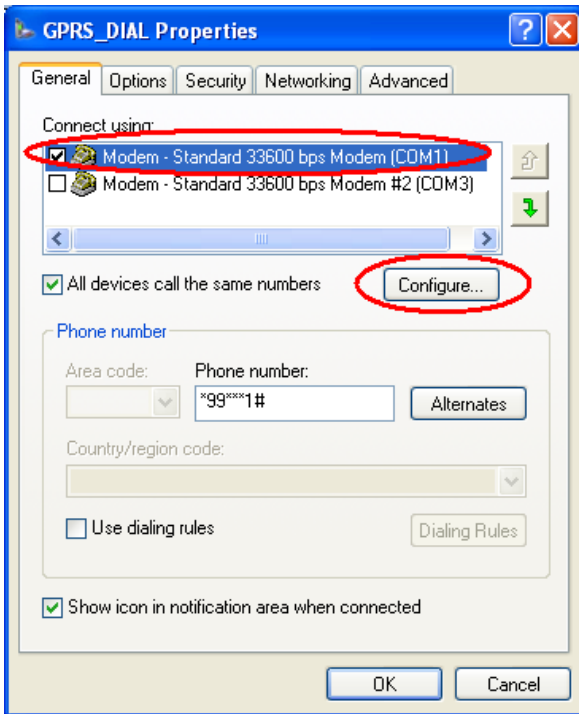 GPRS_DIAL Properties
General Options Security Networking Advanced
Connect using:
Modem - Standard 33600 bps Modem (COM1)
Modem - Standard 33600 bps Modem #2 (COM3)
All devices call the same numbers
Configure...
Phone number
Area code: Phone number:
*99***1#
Alternates
Country/region code:
Use dialing rules
Dialing Rules
Show icon in notification area when connected
OK Cancel